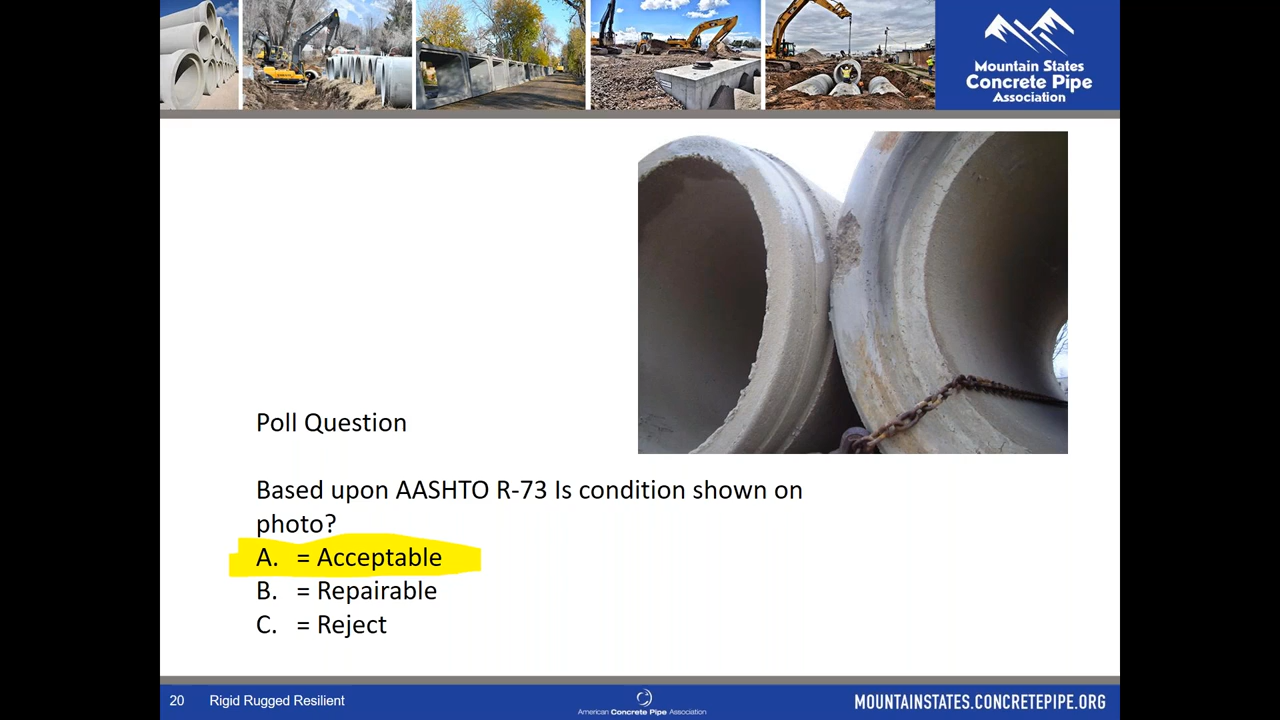 Mountain States
Concrete Pipe
Association
Poll Question
Based upon AASHTO R-73 Is condition shown on
photo?
A. = Acceptable
B. = Repairable
C. = Reject
20 Rigid Rugged Resilient
American Concrete Pipe Association
MOUNTAINSTATES.CONCRETEPIPE.ORG